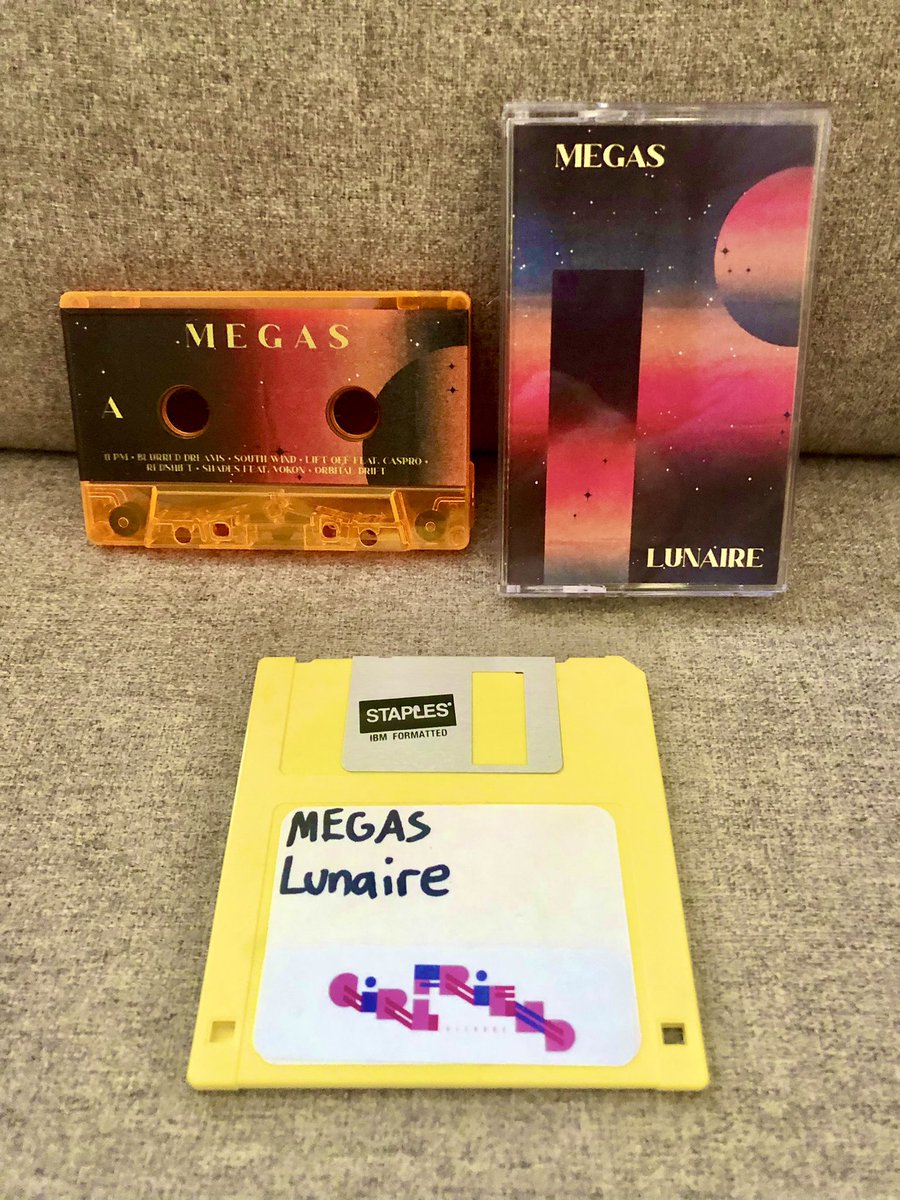 MEGAS
A
11 PM • BLURRED DREAMS • SOUTH WIND • LIFT OFF FEAT. CASPRO •
REDSHIFT • SHADES FEAT. VOKON • ORBITAL DRIFT
MEGAS
LUNAIRE
STAPLES
IBM FORMATTED
MEGAS
Lunaire
GIRLFRIEND
RECORDS